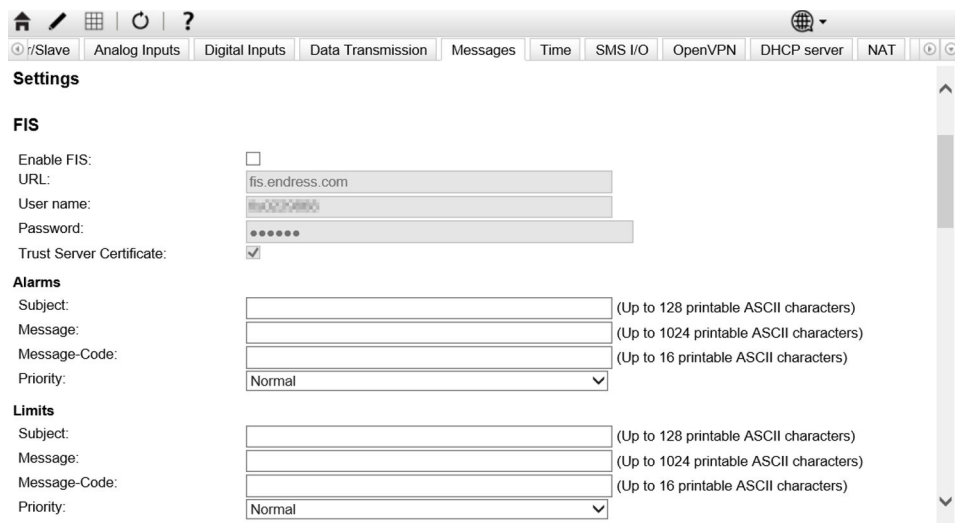 ?
r/Slave Analog Inputs Digital Inputs Data Transmission Messages Time SMS I/O OpenVPN DHCP server NAT
Settings
FIS
Enable FIS:
URL: fis.endress.com
User name:
Password: ●●●●●●
Trust Server Certificate:
Alarms
Subject: (Up to 128 printable ASCII characters)
Message: (Up to 1024 printable ASCII characters)
Message-Code: (Up to 16 printable ASCII characters)
Priority: Normal
Limits
Subject: (Up to 128 printable ASCII characters)
Message: (Up to 1024 printable ASCII characters)
Message-Code: (Up to 16 printable ASCII characters)
Priority: Normal